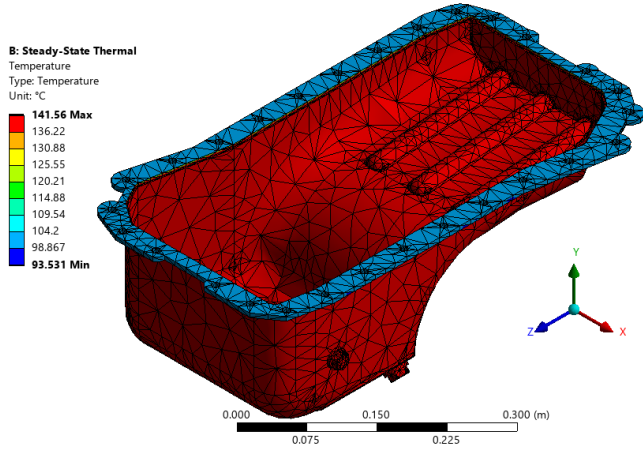 B: Steady-State Thermal
Temperature
Type: Temperature
Unit: °C
141.56 Max
136.22
130.88
125.55
120.21
114.88
109.54
104.2
98.867
93.531 Min
Y
Z
X
0.000
0.150
0.300 (m)
0.075
0.225